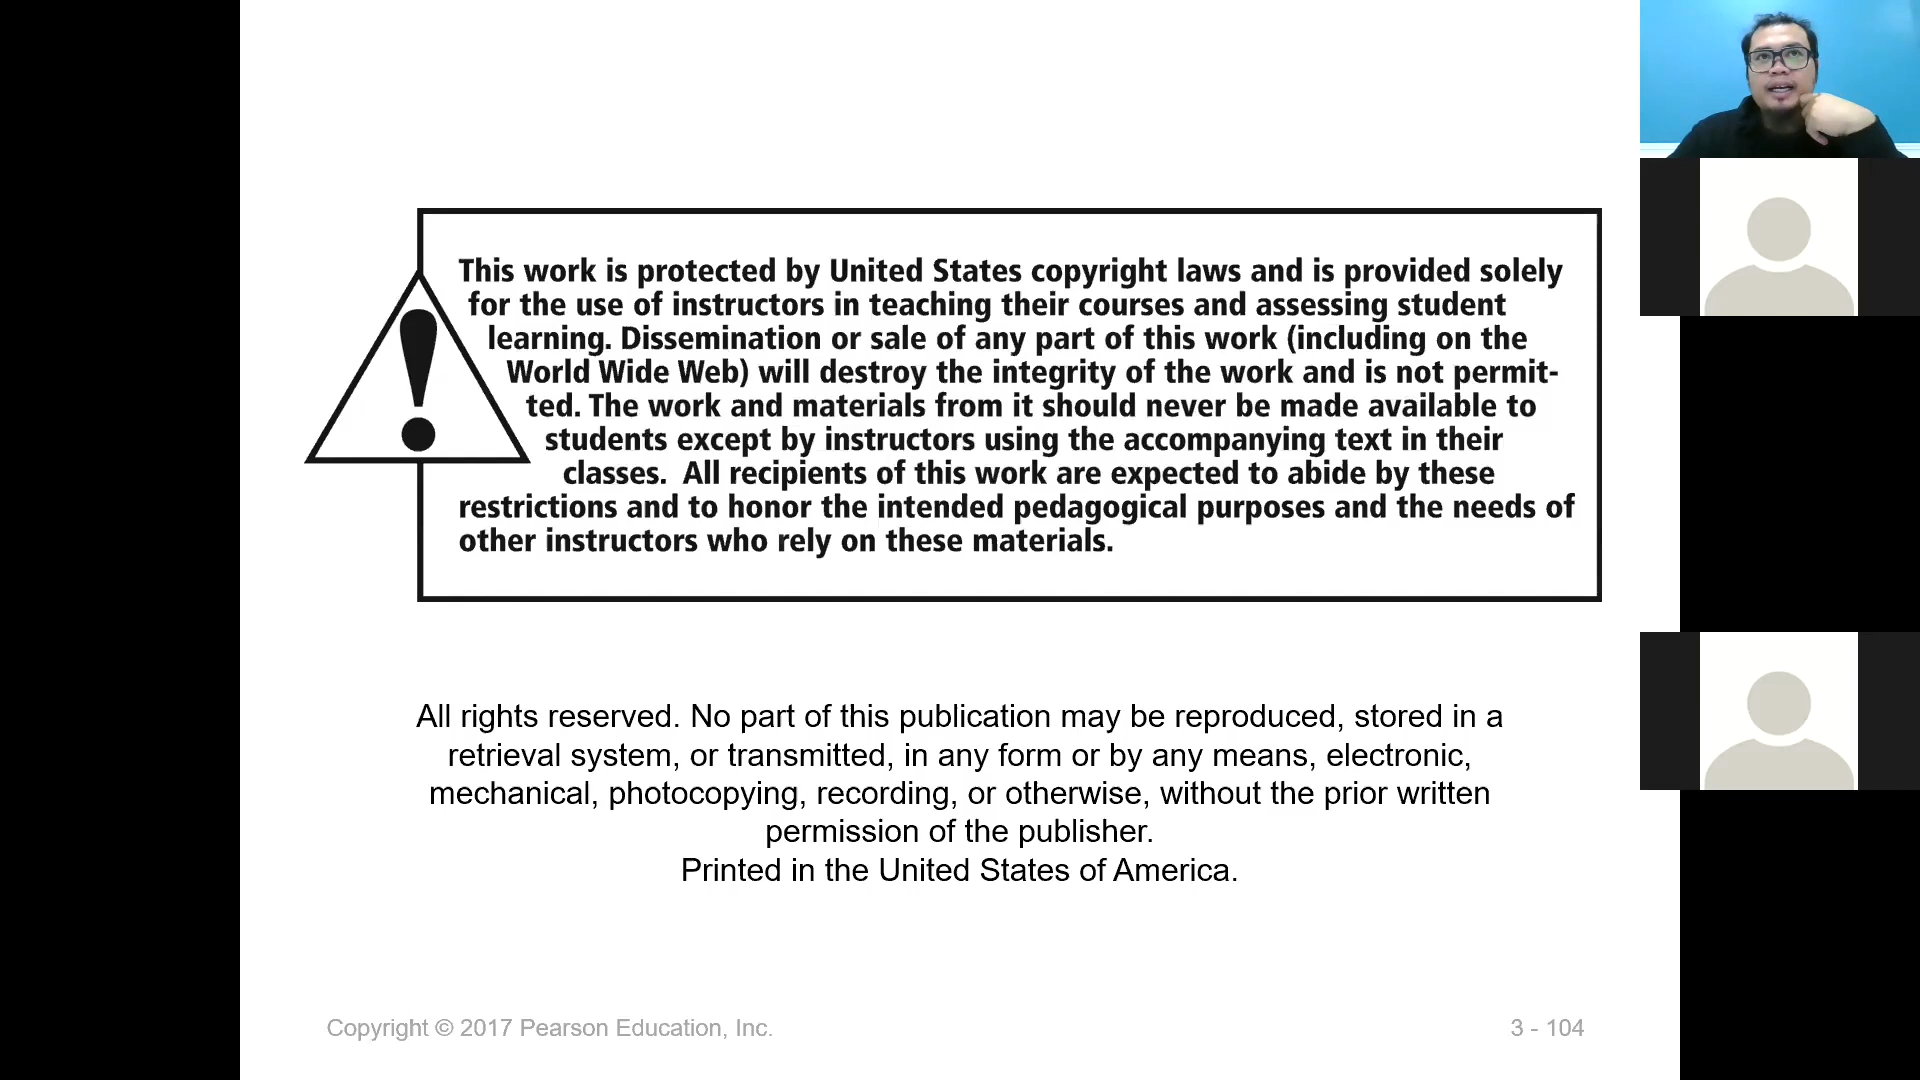 This work is protected by United States copyright laws and is provided solely
for the use of instructors in teaching their courses and assessing student
learning. Dissemination or sale of any part of this work (including on the
World Wide Web) will destroy the integrity of the work and is not permit-
ted. The work and materials from it should never be made available to
students except by instructors using the accompanying text in their
classes.  All recipients of this work are expected to abide by these
restrictions and to honor the intended pedagogical purposes and the needs of
other instructors who rely on these materials.
All rights reserved. No part of this publication may be reproduced, stored in a
retrieval system, or transmitted, in any form or by any means, electronic,
mechanical, photocopying, recording, or otherwise, without the prior written
permission of the publisher.
Printed in the United States of America.
Copyright © 2017 Pearson Education, Inc.
3 - 104